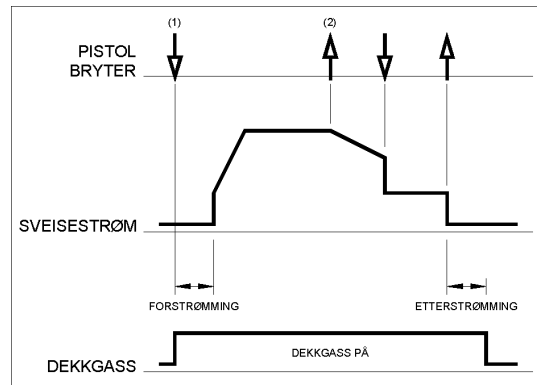 (1)
(2)
PISTOL
BRYTER
SVEISESTRØM
FORSTRØMMING
ETTERSTRØMMING
DEKKGASS PÅ
DEKKGASS